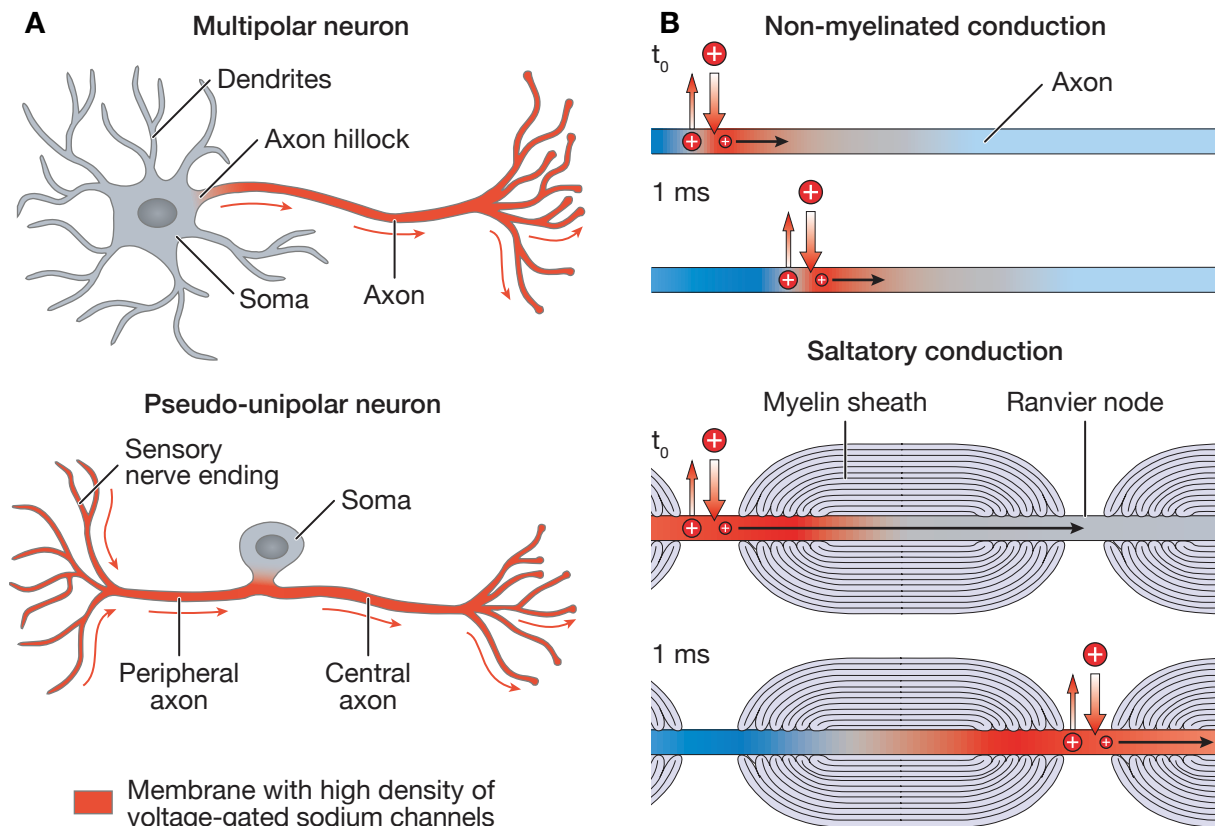 A
Multipolar neuron
Dendrites
Axon hillock
Soma
Axon
Pseudo-unipolar neuron
Sensory
nerve ending
Soma
Peripheral
axon
Central
axon
Membrane with high density of
voltage-gated sodium channels
B
Non-myelinated conduction
t0
+
Axon
+
+
1 ms
+
+
+
Saltatory conduction
Myelin sheath
Ranvier node
t0
+
+
+
1 ms
+
+
+